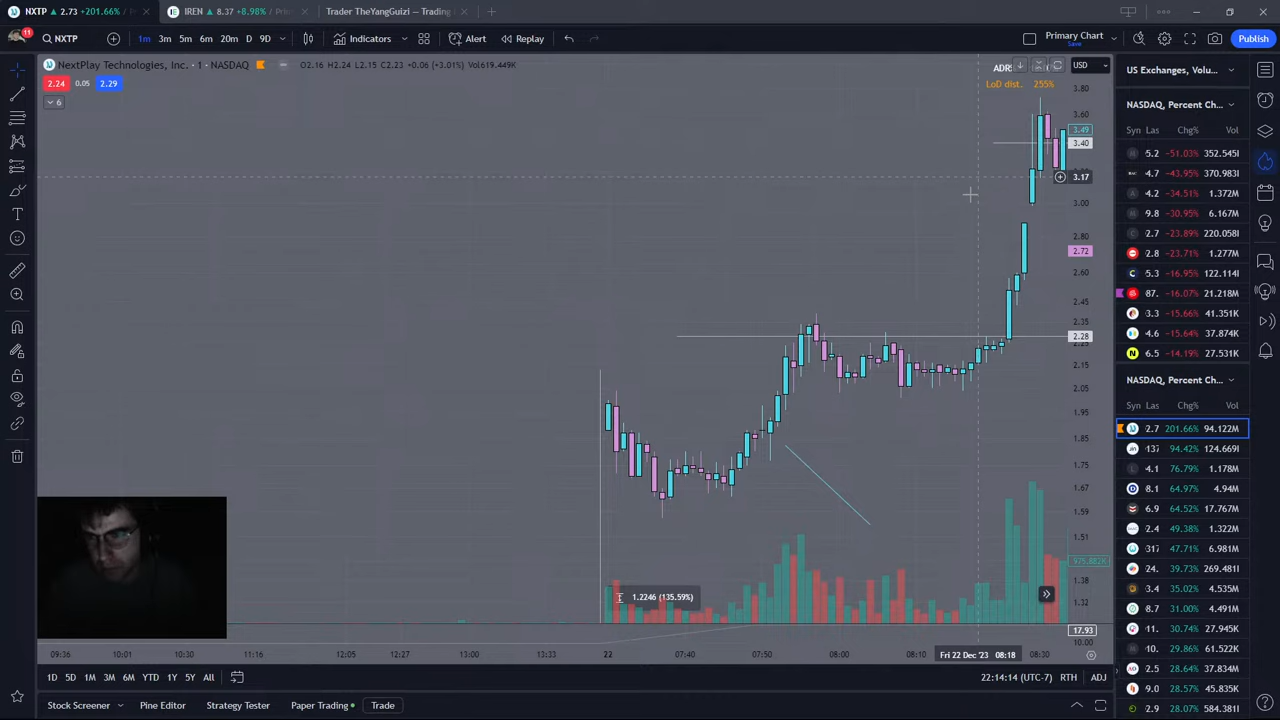 NXTP 2.73 +201.66%
IREN 8.37 +8.98%
Trader TheYangGuizi — Trading
11
NXTP
1m 3m 5m 6m 20m D 9D
Indicators
Alert
Replay
Primary Chart
Save
Publish
NextPlay Technologies, Inc. · 1 · NASDAQ
O2.16 H2.24 L2.15 C2.23 +0.06 (+3.01%) Vol619.449K
2.24 0.05 2.29
6
LoD dist. 255%
USD
3.80
3.60
3.49
3.40
3.17
3.00
2.80
2.72
2.60
2.45
2.35
2.28
2.15
2.05
1.95
1.85
1.75
1.67
1.59
1.51
1.38
1.32
17.93
10.00
1.2246 (135.59%)
09:36 10:01 10:30 11:16 12:05 12:27 13:00 13:33 22 07:40 07:50 08:00 08:10 Fri 22 Dec '23 08:18 08:30
1D 5D 1M 3M 6M YTD 1Y 5Y All
22:14:14 (UTC-7) RTH ADJ
Stock Screener
Pine Editor
Strategy Tester
Paper Trading
Trade
US Exchanges, Volu...
NASDAQ, Percent Ch...
Syn Las Chg% Vol
5.2 −51.03% 352.545I
4.7 −43.95% 370.983I
4.2 −34.51% 1.372M
9.8 −30.95% 6.167M
2.7 −23.89% 220.058I
2.8 −23.71% 1.277M
5.3 −16.95% 122.114I
87. −16.07% 21.218M
3.3 −15.66% 41.351K
4.6 −15.64% 37.874K
6.5 −14.19% 27.531K
NASDAQ, Percent Ch...
Syn Las Chg% Vol
2.7 201.66% 94.122M
137 94.42% 124.669I
4.1 76.79% 1.178M
8.1 64.97% 4.94M
6.9 64.52% 17.767M
2.4 49.38% 1.322M
317 47.71% 6.981M
24. 39.73% 269.481I
3.4 35.02% 4.535M
8.7 31.00% 4.491M
11. 30.74% 27.945K
10. 29.86% 61.522K
2.5 28.64% 37.834M
9.0 28.57% 45.835K
2.9 28.07% 584.381I